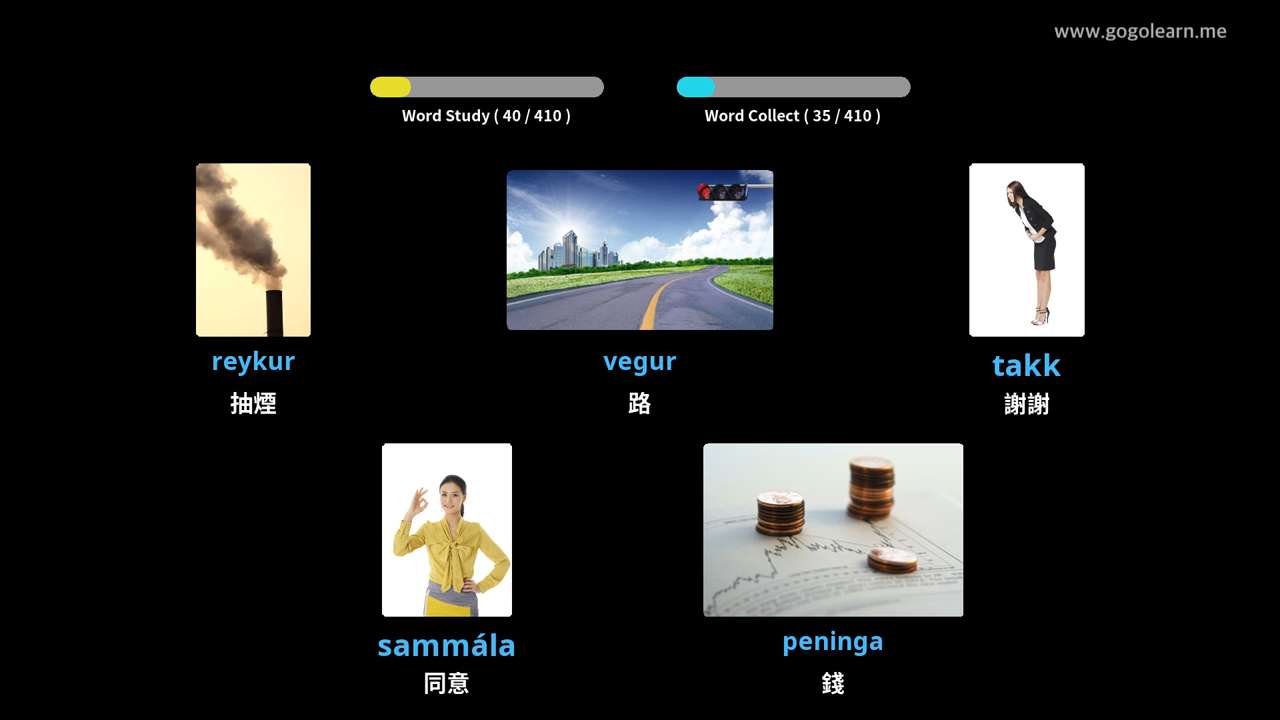 www.gogolearn.me
Word Study ( 40 / 410 )
Word Collect ( 35 / 410 )
reykur
抽煙
vegur
路
takk
謝謝
sammála
同意
peninga
錢